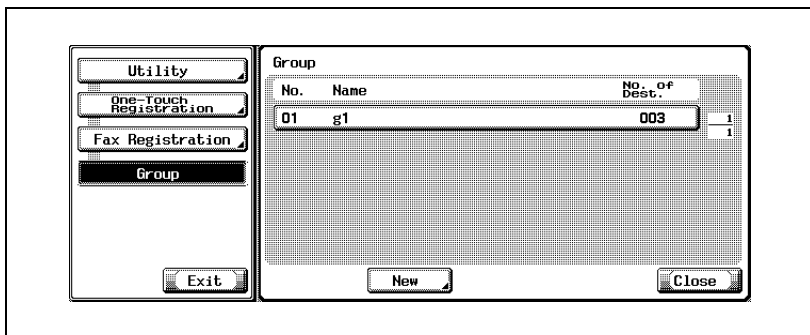 Utility
One-Touch
Registration
Fax Registration
Group
Exit
Group
No. Name No. of
Dest.
01 g1 003
1
1
New
Close